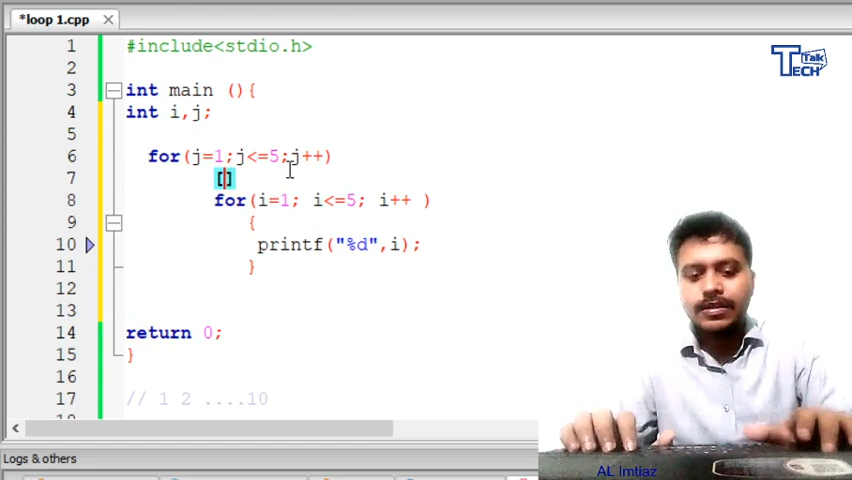 *loop 1.cpp
Talk
TECH
1 #include<stdio.h>
2
3 int main (){
4 int i,j;
5
6 for(j=1;j<=5;j++)
7 []
8 for(i=1; i<=5; i++ )
9 {
10 printf("%d",i);
11 }
12
13
14 return 0;
15 }
16
17 // 1 2 ....10
Logs & others
AL Imtiaz